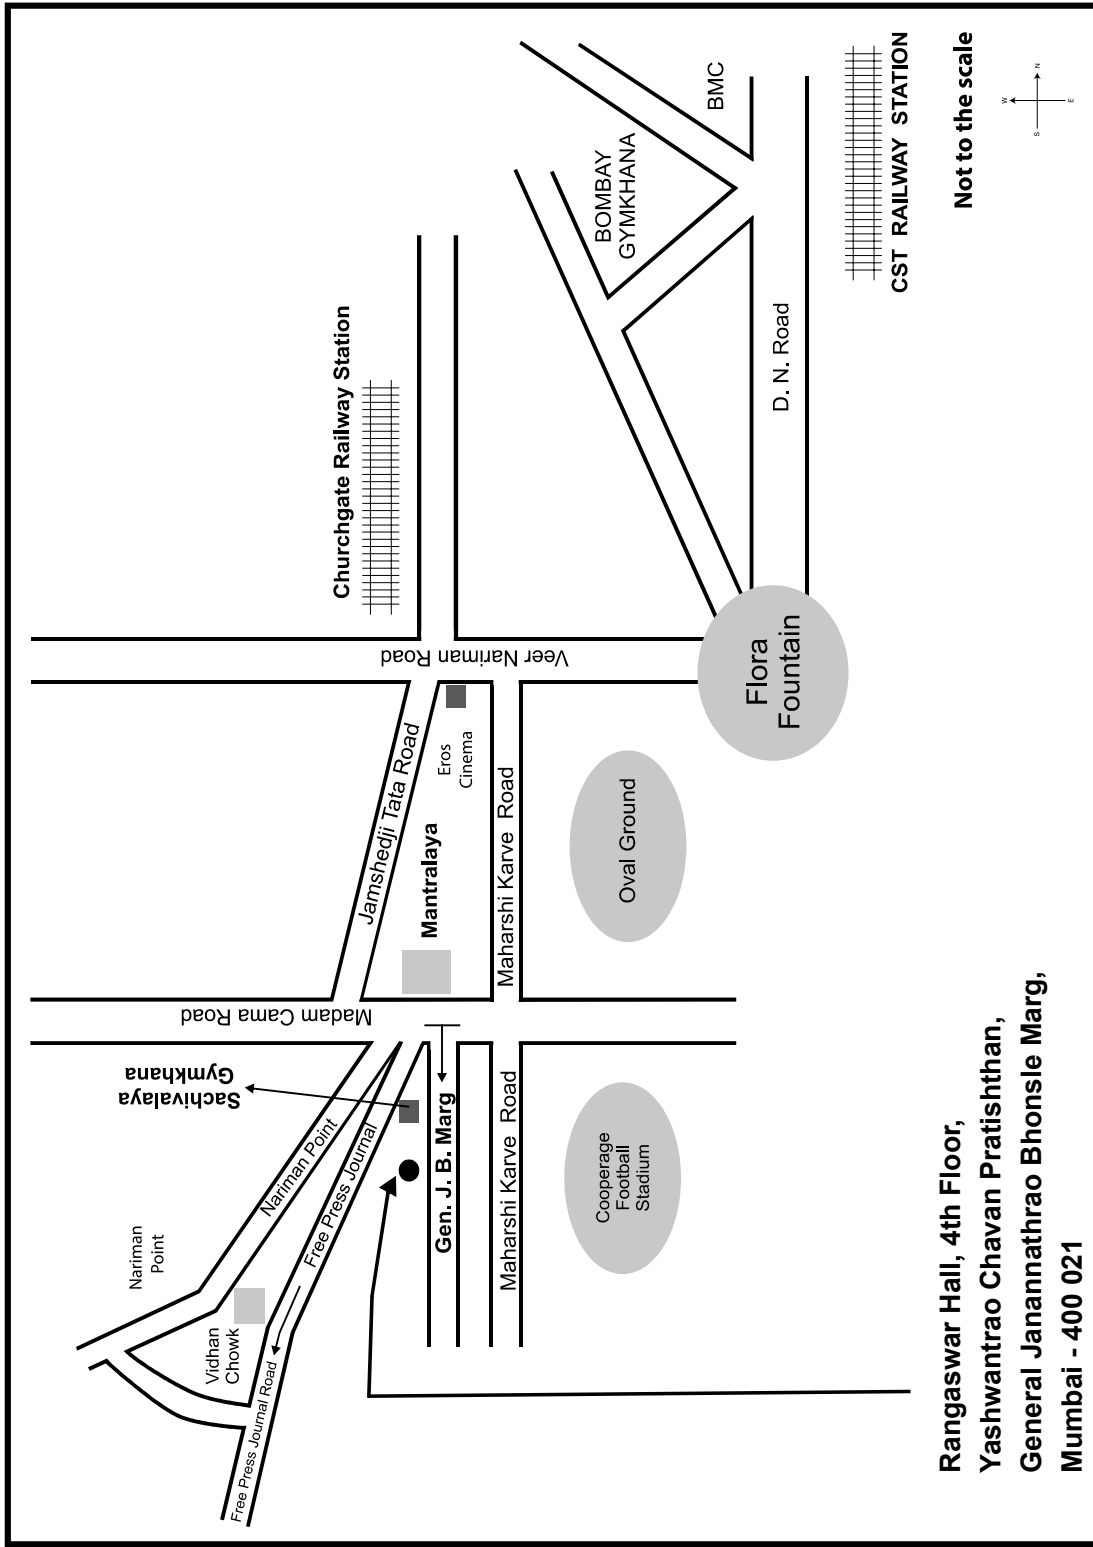 Churchgate Railway Station
BOMBAY
GYMKHANA
BMC
CST RAILWAY STATION
Not to the scale
W
N
S
E
D. N. Road
Veer Nariman Road
Flora
Fountain
Jamshedji Tata Road
Eros
Cinema
Mantralaya
Maharshi Karve Road
Oval Ground
Madam Cama Road
Sachivalaya
Gymkhana
Nariman Point
Free Press Journal
Gen. J. B. Marg
Maharshi Karve Road
Cooperage
Football
Stadium
Nariman
Point
Vidhan
Chowk
Free Press Journal Road
Rangaswar Hall, 4th Floor,
Yashwantrao Chavan Pratishthan,
General Janannathrao Bhonsle Marg,
Mumbai - 400 021